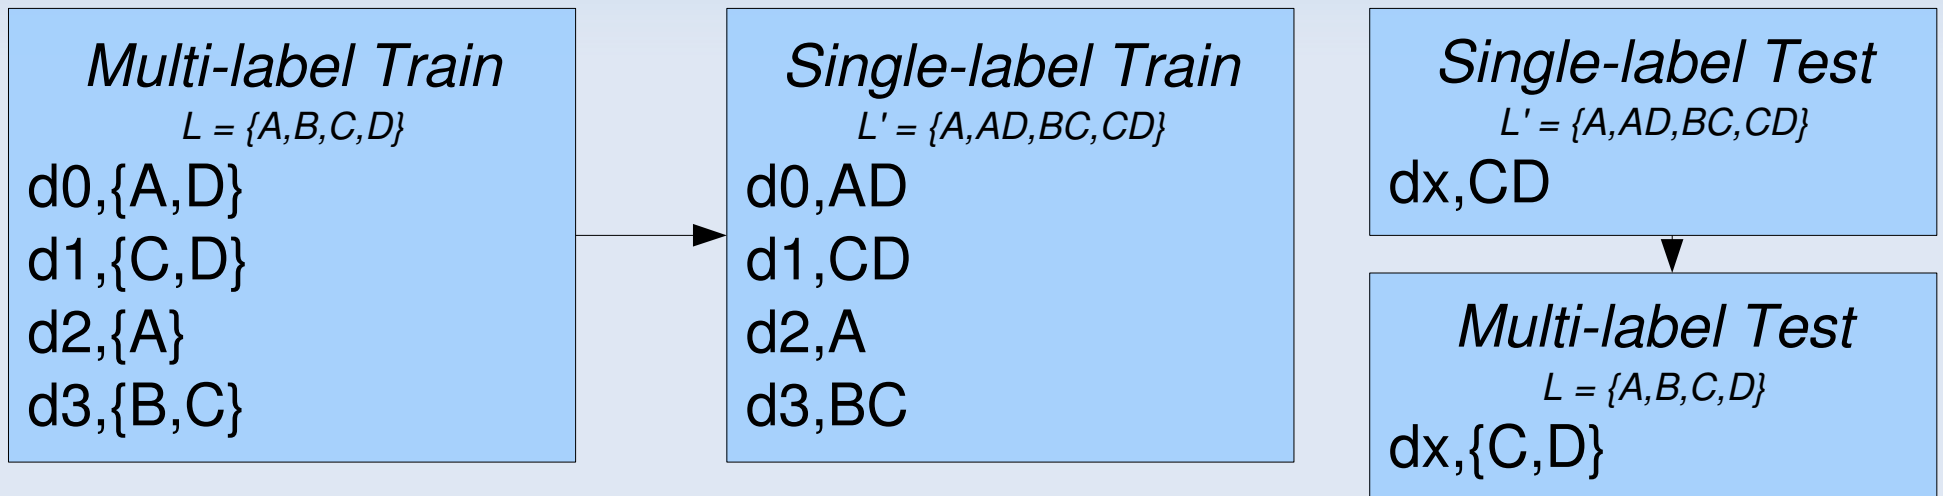 Multi-label Train
L = {A,B,C,D}
d0,{A,D}
d1,{C,D}
d2,{A}
d3,{B,C}
Single-label Train
L' = {A,AD,BC,CD}
d0,AD
d1,CD
d2,A
d3,BC
Single-label Test
L' = {A,AD,BC,CD}
dx,CD
Multi-label Test
L = {A,B,C,D}
dx,{C,D}